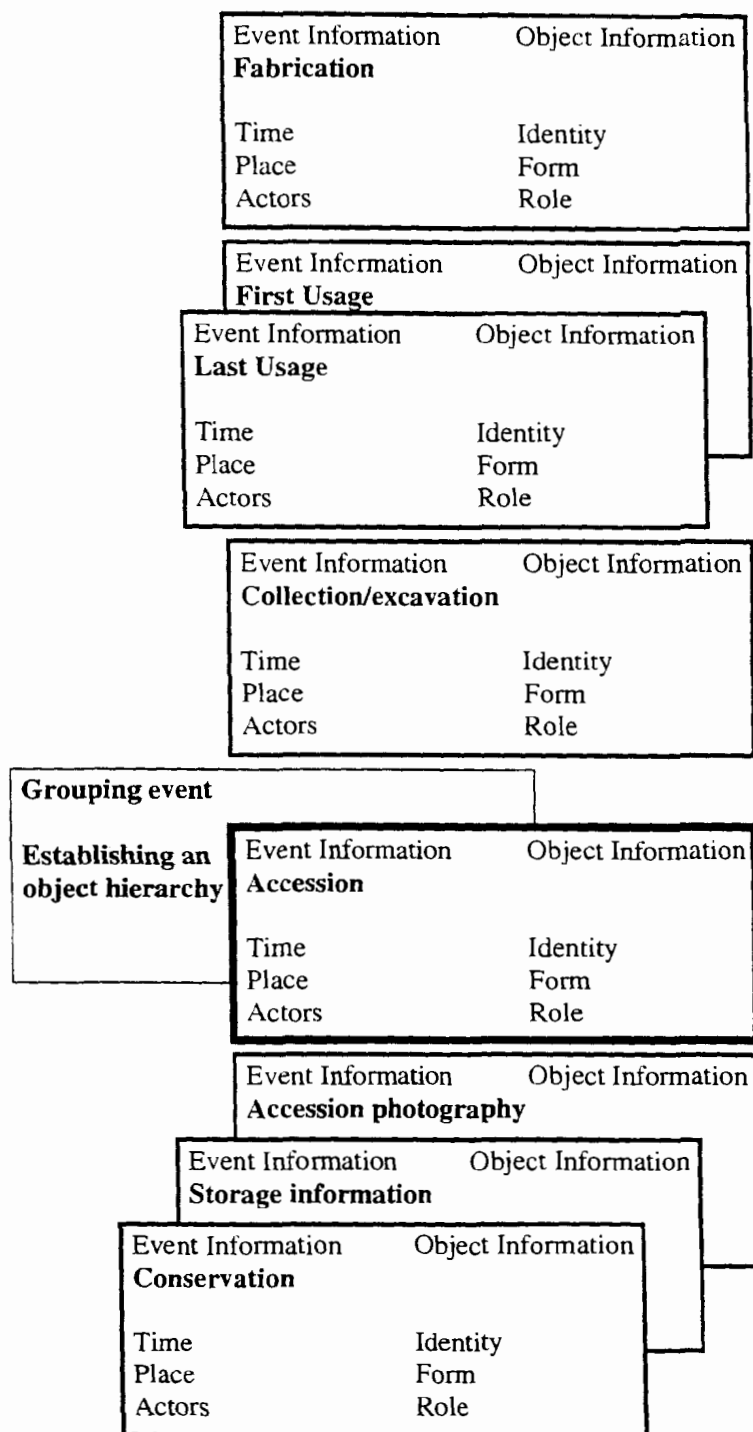 Event Information Object Information
Fabrication
Time Identity
Place Form
Actors Role
Event Information Object Information
First Usage
Event Information Object Information
Last Usage
Time Identity
Place Form
Actors Role
Event Information Object Information
Collection/excavation
Time Identity
Place Form
Actors Role
Grouping event
Establishing an
object hierarchy
Event Information Object Information
Accession
Time Identity
Place Form
Actors Role
Event Information Object Information
Accession photography
Event Information Object Information
Storage information
Event Information Object Information
Conservation
Time Identity
Place Form
Actors Role